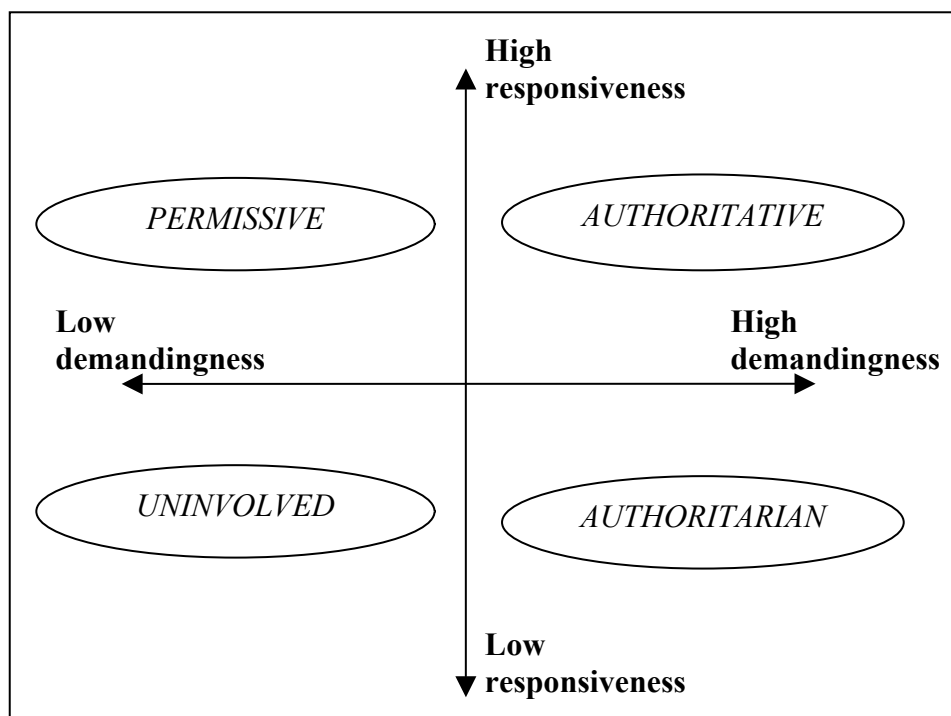 High
responsiveness
PERMISSIVE
AUTHORITATIVE
Low
demandingness
High
demandingness
UNINVOLVED
AUTHORITARIAN
Low
responsiveness